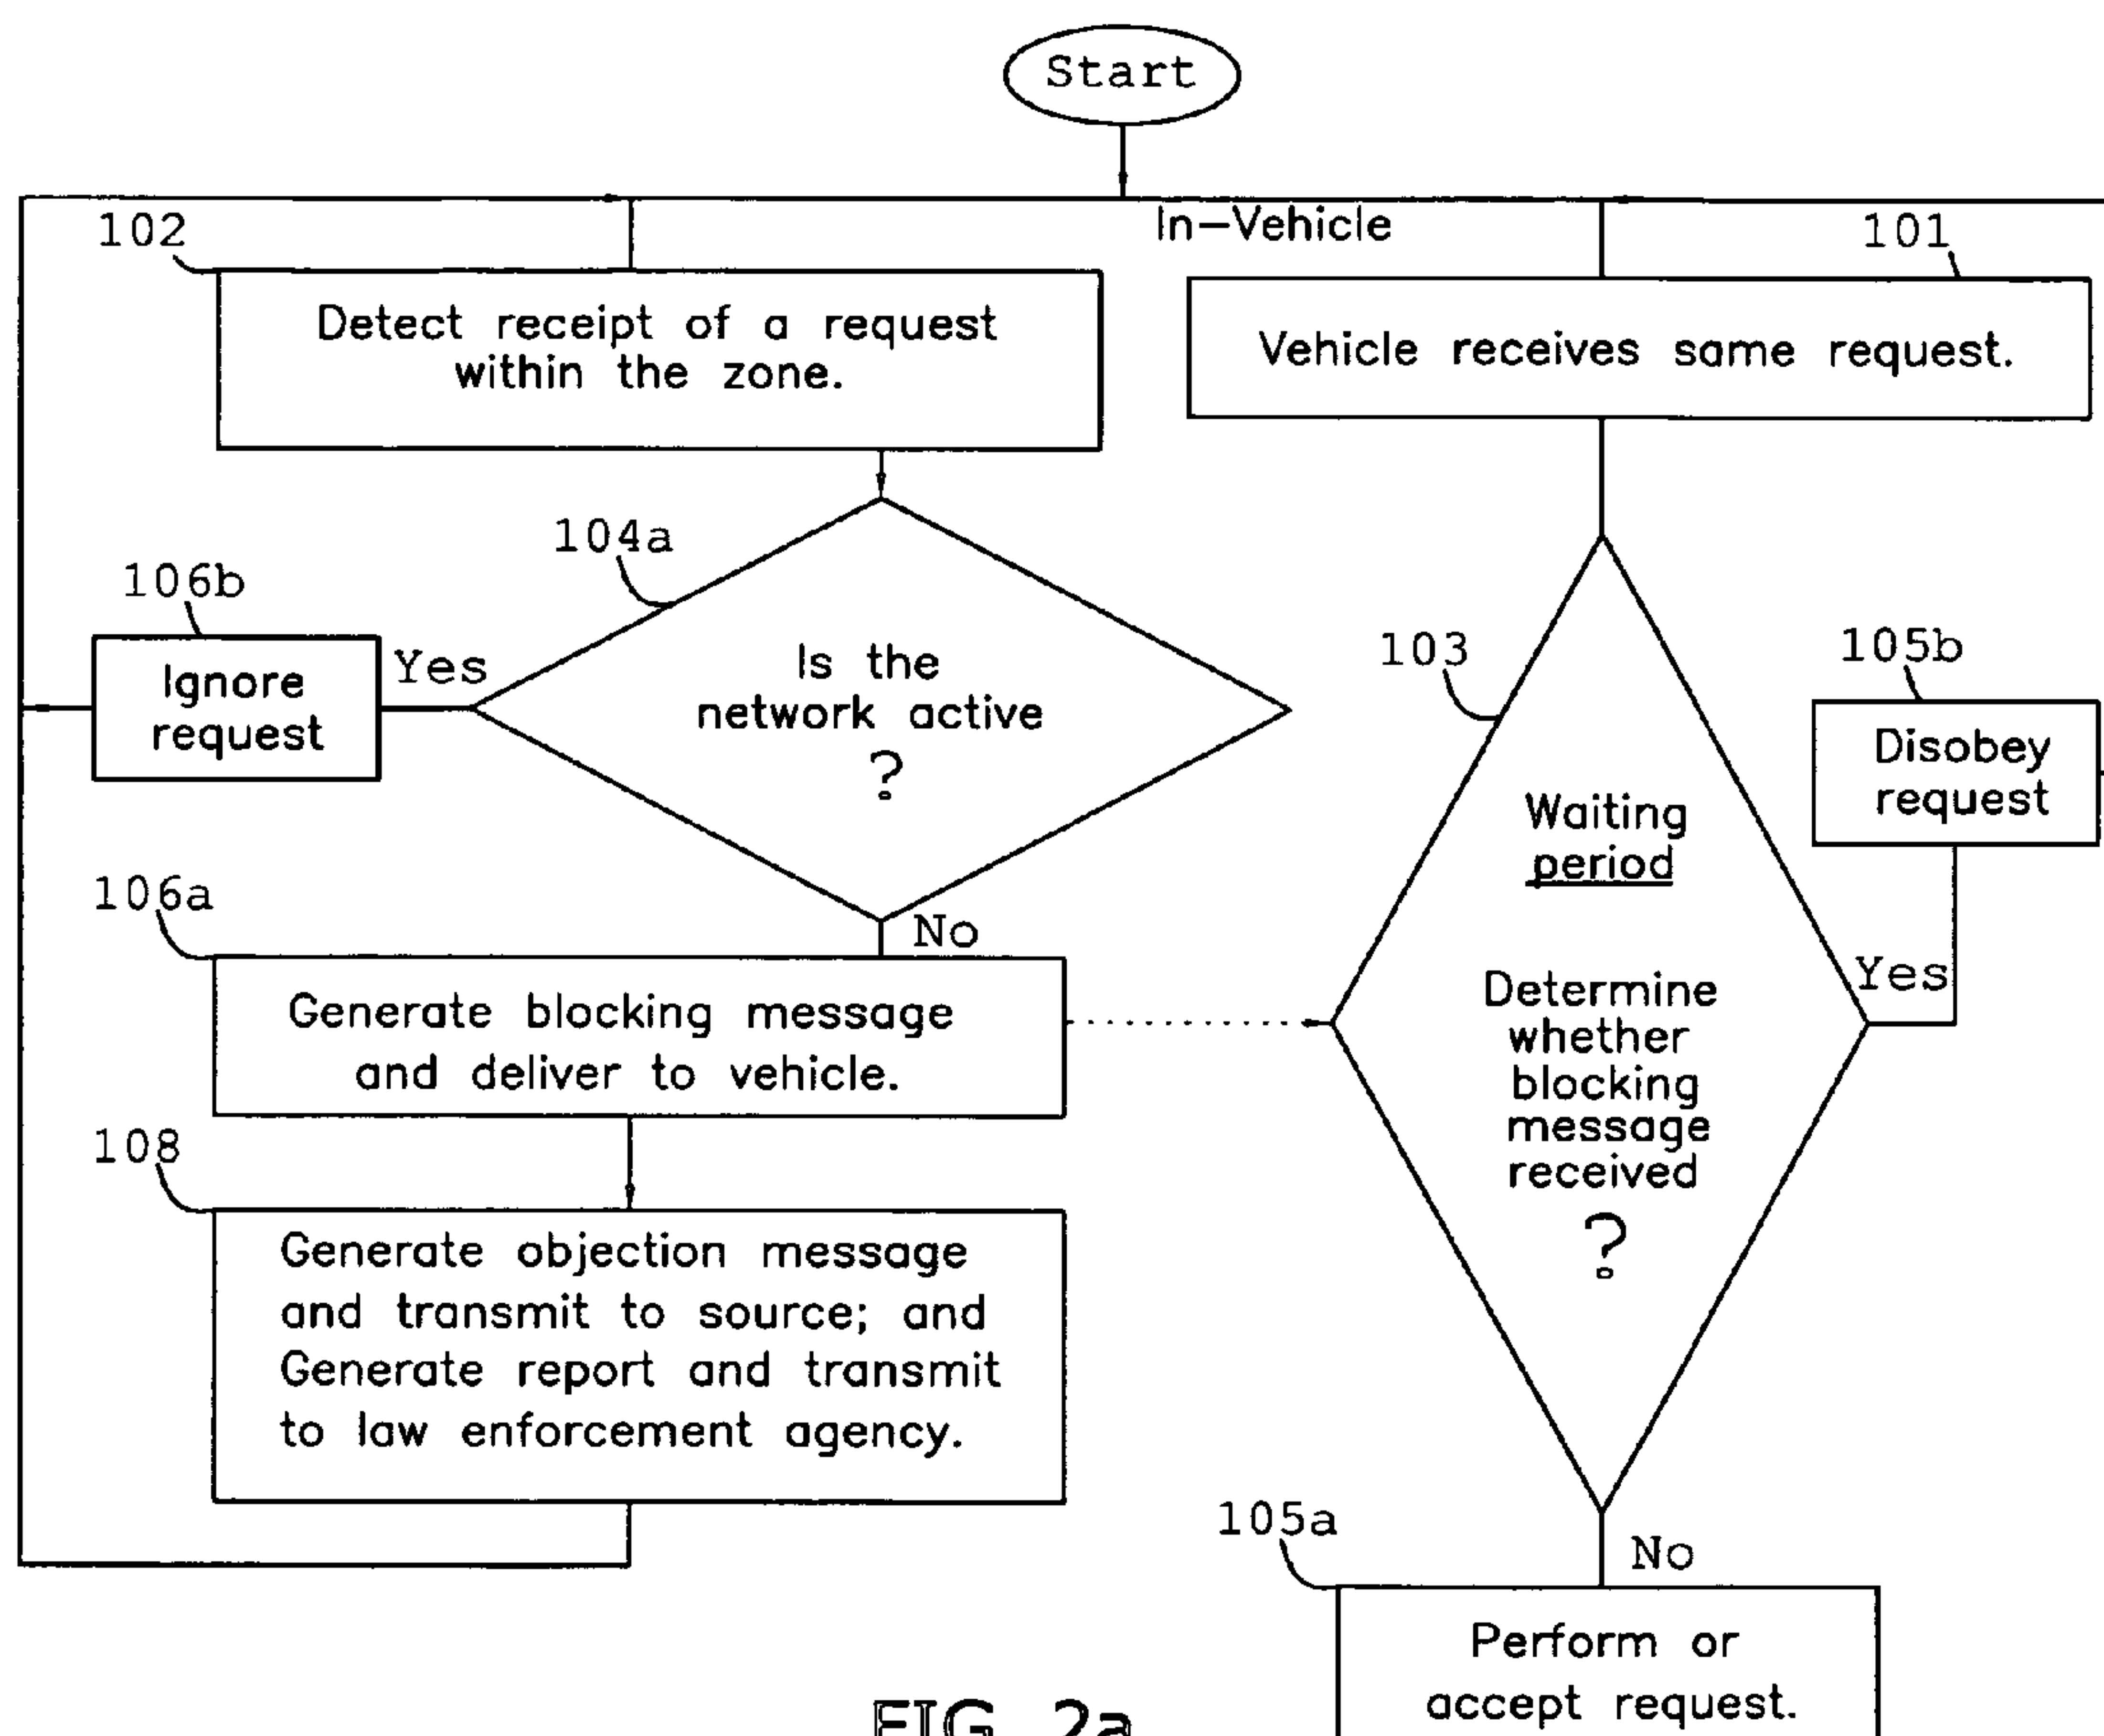 Start
In-Vehicle
102
Detect receipt of a request
within the zone.
101
Vehicle receives same request.
104a
Is the
network active
?
Yes
106b
Ignore
request
No
106a
Generate blocking message
and deliver to vehicle.
108
Generate objection message
and transmit to source; and
Generate report and transmit
to law enforcement agency.
103
Waiting
period
Determine
whether
blocking
message
received
?
Yes
105b
Disobey
request
No
105a
Perform or
accept request.
FIG. 2a